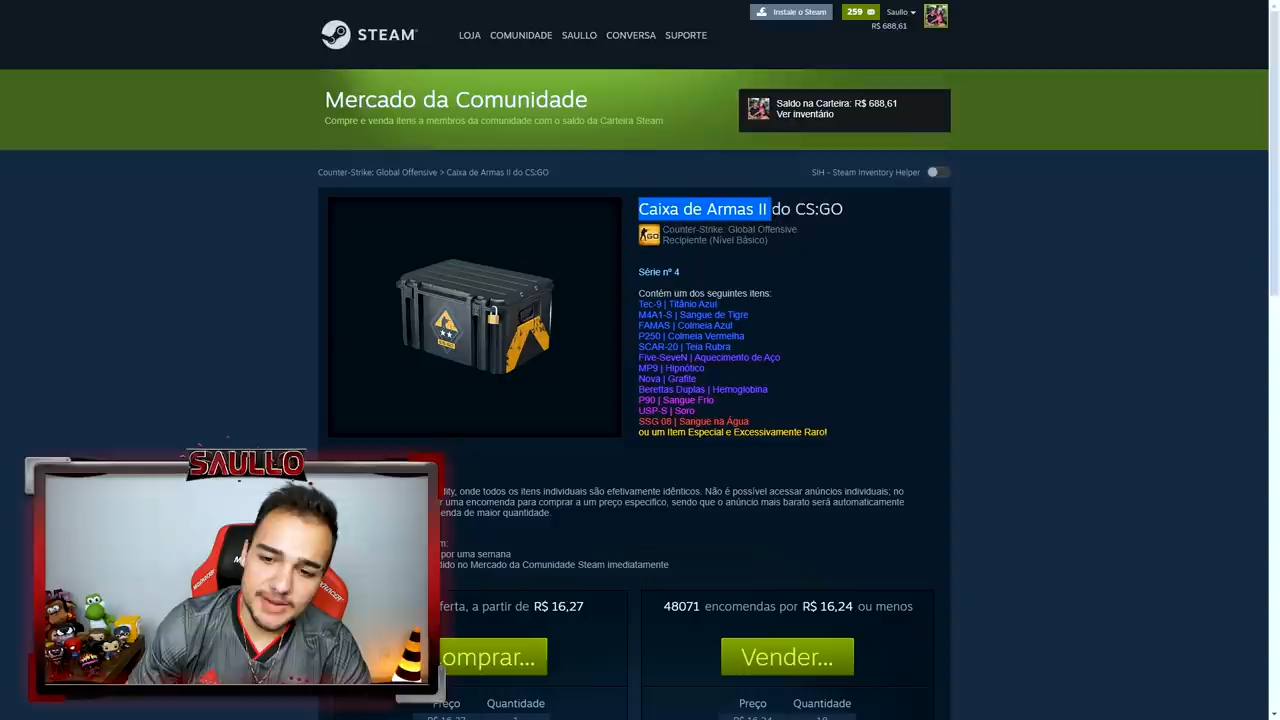 Instale o Steam
259
Saullo
R$ 688,61
STEAM
LOJA COMUNIDADE SAULLO CONVERSA SUPORTE
Mercado da Comunidade
Compre e venda itens a membros da comunidade com o saldo da Carteira Steam
Saldo na Carteira: R$ 688,61
Ver inventário
Counter-Strike: Global Offensive > Caixa de Armas II do CS:GO
SIH - Steam Inventory Helper
Caixa de Armas II do CS:GO
GO
Counter-Strike: Global Offensive
Recipiente (Nível Básico)
Série nº 4
Contém um dos seguintes itens:
Tec-9 | Titânio Azul
M4A1-S | Sangue de Tigre
FAMAS | Colmeia Azul
P250 | Colmeia Vermelha
SCAR-20 | Teia Rubra
Five-SeveN | Aquecimento de Aço
MP9 | Hipnótico
Nova | Grafite
Berettas Duplas | Hemoglobina
P90 | Sangue Frio
USP-S | Soro
SSG 08 | Sangue na Água
ou um Item Especial e Excessivamente Raro!
lity, onde todos os itens individuais são efetivamente idênticos. Não é possível acessar anúncios individuais; no
r uma encomenda para comprar a um preço específico, sendo que o anúncio mais barato será automaticamente
enda de maior quantidade.
m:
por uma semana
dido no Mercado da Comunidade Steam imediatamente
ferta, a partir de R$ 16,27
omprar...
Preço Quantidade
R$ 16,27 1
48071 encomendas por R$ 16,24 ou menos
Vender...
Preço Quantidade
R$ 16,24 18
SAULLO